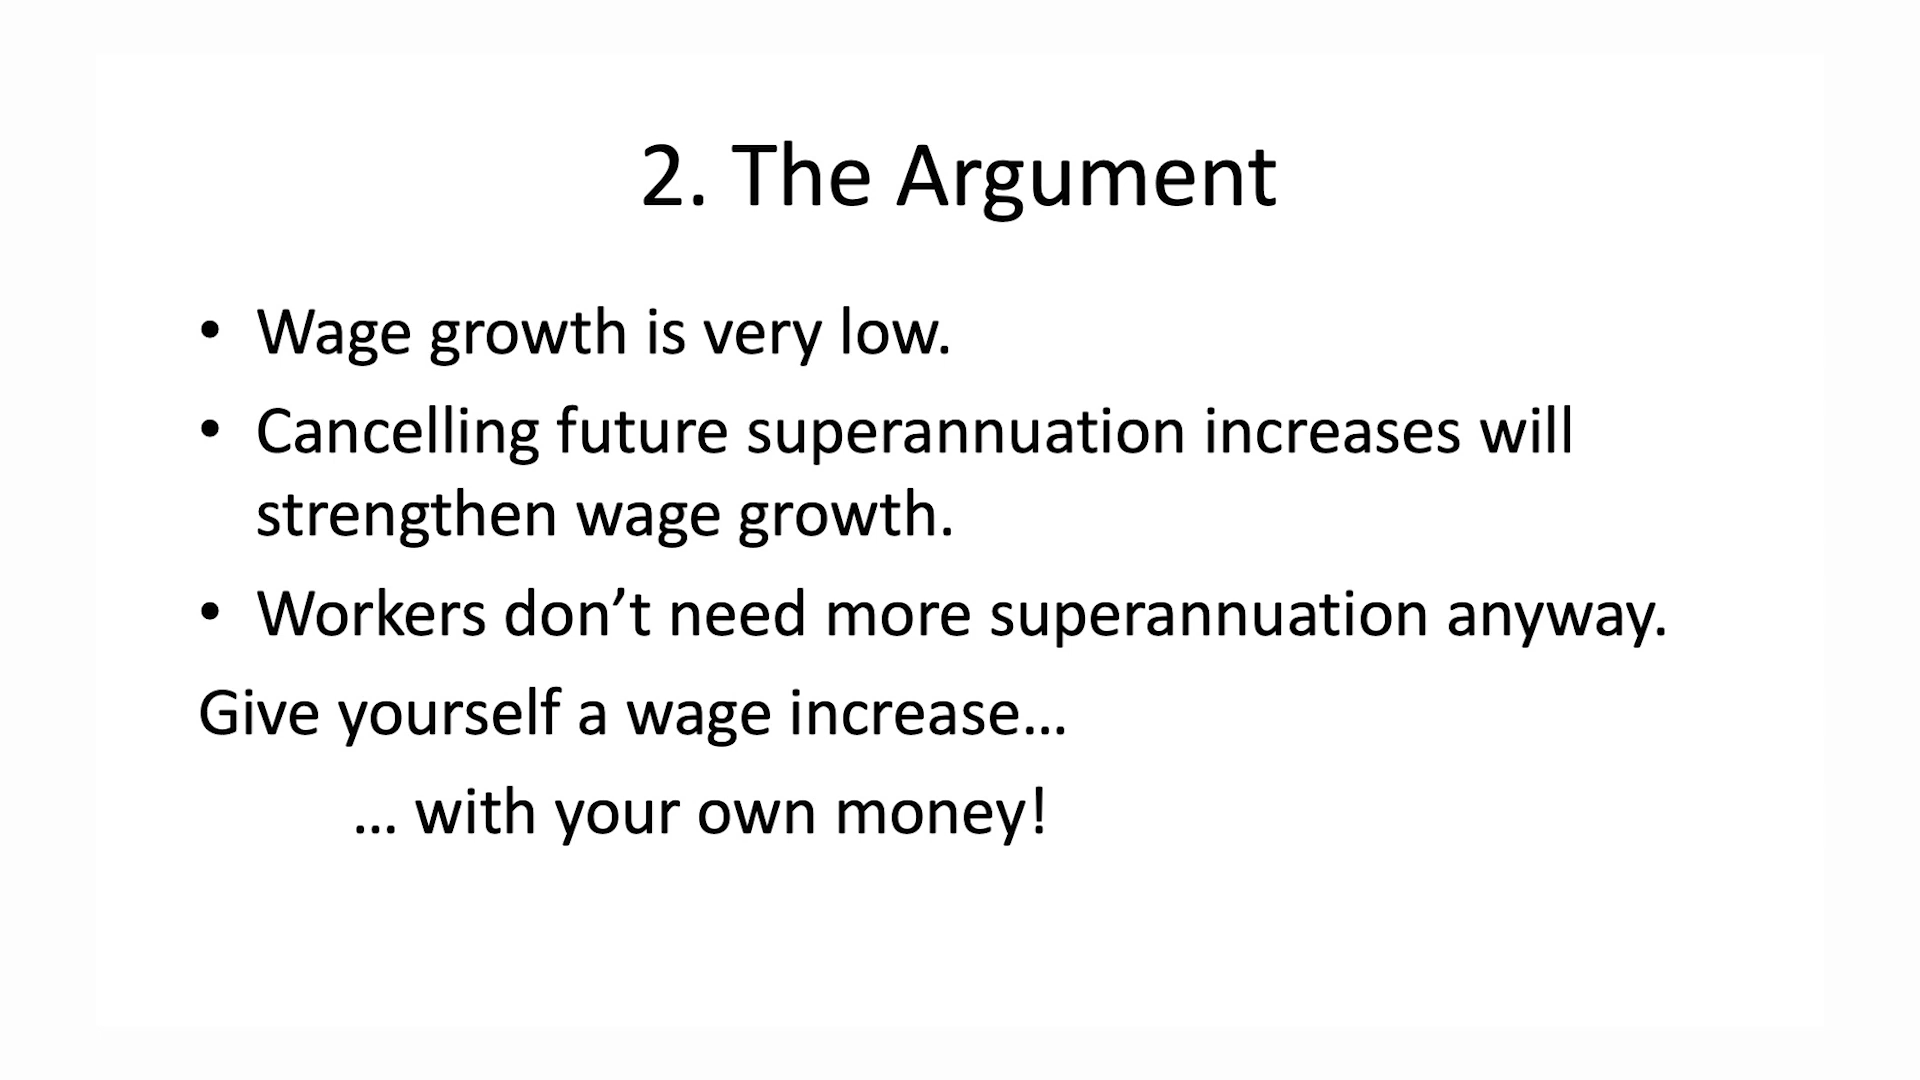 2. The Argument
• Wage growth is very low.
• Cancelling future superannuation increases will
strengthen wage growth.
• Workers don’t need more superannuation anyway.
Give yourself a wage increase…
… with your own money!